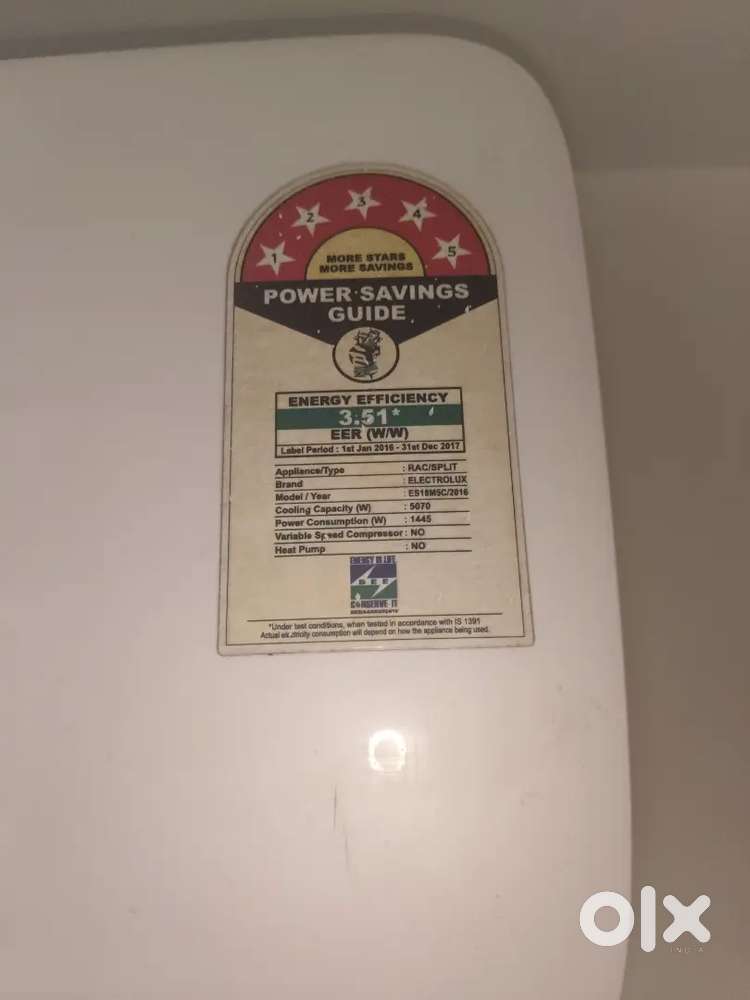 1 2 3 4 5
MORE STARS
MORE SAVINGS
POWER SAVINGS
GUIDE
ENERGY EFFICIENCY
3.51*
EER (W/W)
Label Period : 1st Jan 2016 - 31st Dec 2017
Appliance/Type : RAC/SPLIT
Brand : ELECTROLUX
Model / Year : ES18M5C/2016
Cooling Capacity (W) : 5070
Power Consumption (W) : 1445
Variable Speed Compressor : NO
Heat Pump : NO
ENERGY IS LIFE
BEE
CONSERVE IT
*Under test conditions, when tested in accordance with IS 1391
Actual electricity consumption will depend on how the appliance being used.
olx
INDIA